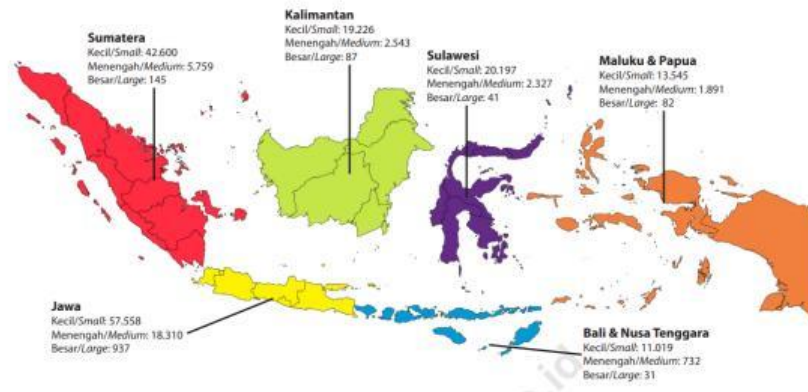 Sumatera
Kecil/Small: 42.600
Menengah/Medium: 5.759
Besar/Large: 145
Kalimantan
Kecil/Small: 19.226
Menengah/Medium: 2.543
Besar/Large: 87
Sulawesi
Kecil/Small: 20.197
Menengah/Medium: 2.327
Besar/Large: 41
Maluku & Papua
Kecil/Small: 13.545
Menengah/Medium: 1.891
Besar/Large: 82
Jawa
Kecil/Small: 57.558
Menengah/Medium: 18.310
Besar/Large: 937
Bali & Nusa Tenggara
Kecil/Small: 11.019
Menengah/Medium: 732
Besar/Large: 31